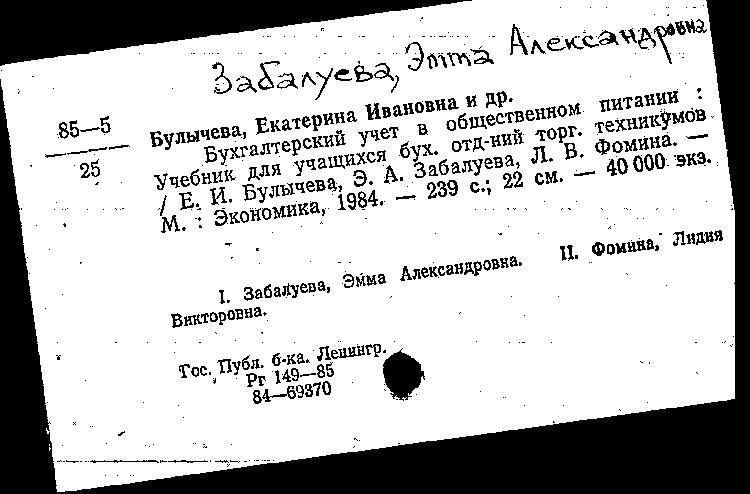 Забалуева, Эмма Александровна
85—5
25
Булычева, Екатерина Ивановна и др.
Бухгалтерский учет в общественном питании :
Учебник для учащихся бух. отд-ний торг. техникумов
/ Е. И. Булычева, Э. А. Забалуева, Л. В. Фомина. —
М. : Экономика, 1984. — 239 с.; 22 см. — 40 000 экз.
I. Забалуева, Эмма Александровна. II. Фомина, Лидия
Викторовна.
Гос. Публ. б-ка. Ленингр.
Рг 149—85
84—69370